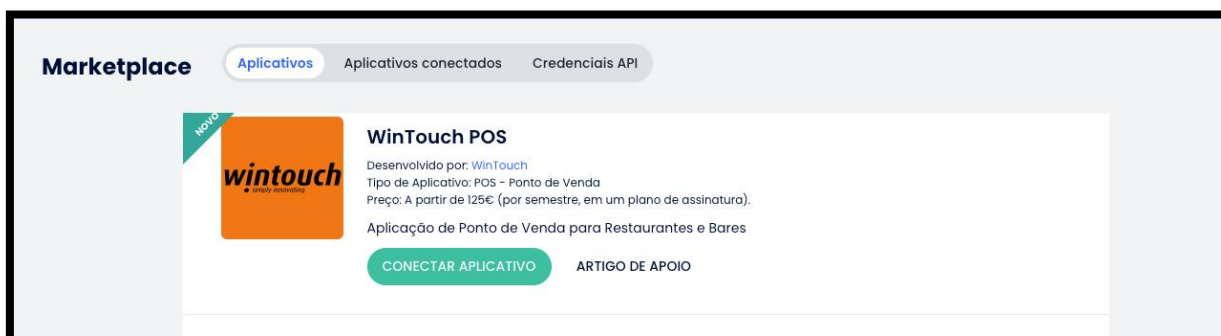 Marketplace Aplicativos Aplicativos conectados Credenciais API
NOVO
wintouch
simply innovating
WinTouch POS
Desenvolvido por: WinTouch
Tipo de Aplicativo: POS - Ponto de Venda
Preço: A partir de 125€ (por semestre, em um plano de assinatura).
Aplicação de Ponto de Venda para Restaurantes e Bares
CONECTAR APLICATIVO ARTIGO DE APOIO